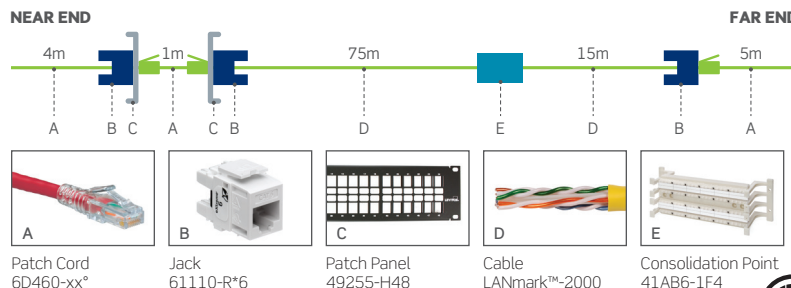 NEAR END
FAR END
4m 1m 75m 15m 5m
A B C A C B D E D B A
A B C D E
Patch Cord
6D460-xx°
Jack
61110-R*6
Patch Panel
49255-H48
Cable
LANmark™-2000
Consolidation Point
41AB6-1F4